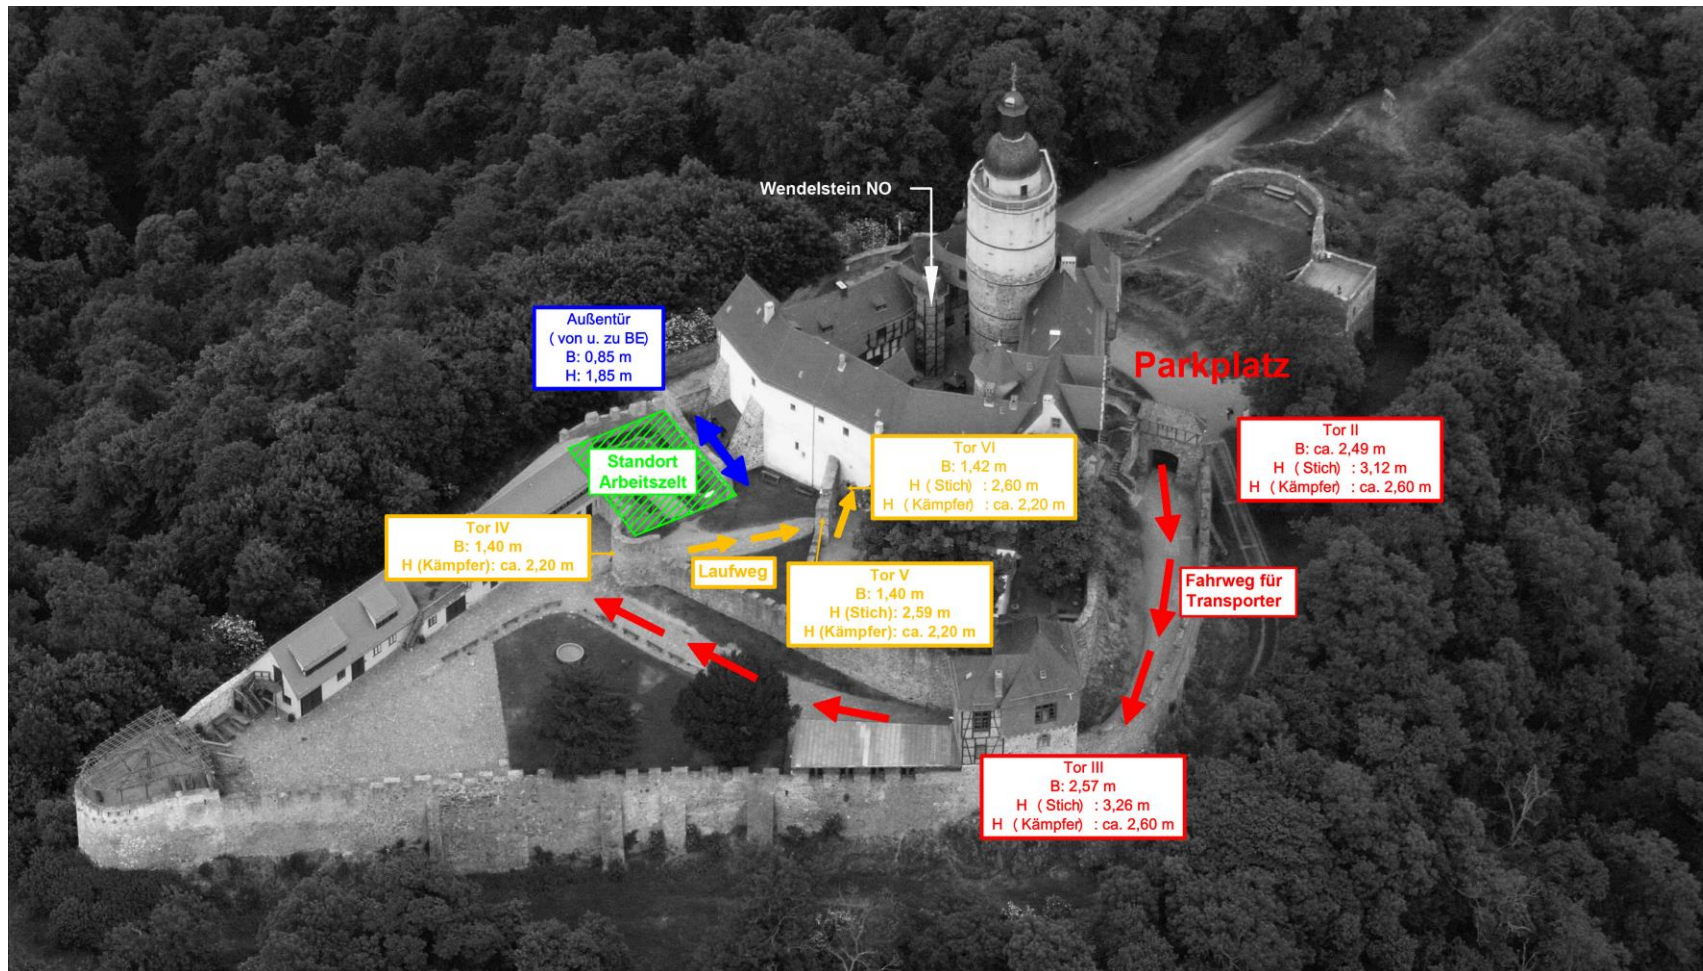 Wendelstein NO
Außentür
( von u. zu BE)
B: 0,85 m
H: 1,85 m
Parkplatz
Tor II
B: ca. 2,49 m
H ( Stich) : 3,12 m
H ( Kämpfer) : ca. 2,60 m
Tor VI
B: 1,42 m
H ( Stich) : 2,60 m
H ( Kämpfer) : ca. 2,20 m
Standort
Arbeitszelt
Tor IV
B: 1,40 m
H (Kämpfer): ca. 2,20 m
Laufweg
Tor V
B: 1,40 m
H (Stich): 2,59 m
H (Kämpfer): ca. 2,20 m
Fahrweg für
Transporter
Tor III
B: 2,57 m
H ( Stich) : 3,26 m
H ( Kämpfer) : ca. 2,60 m